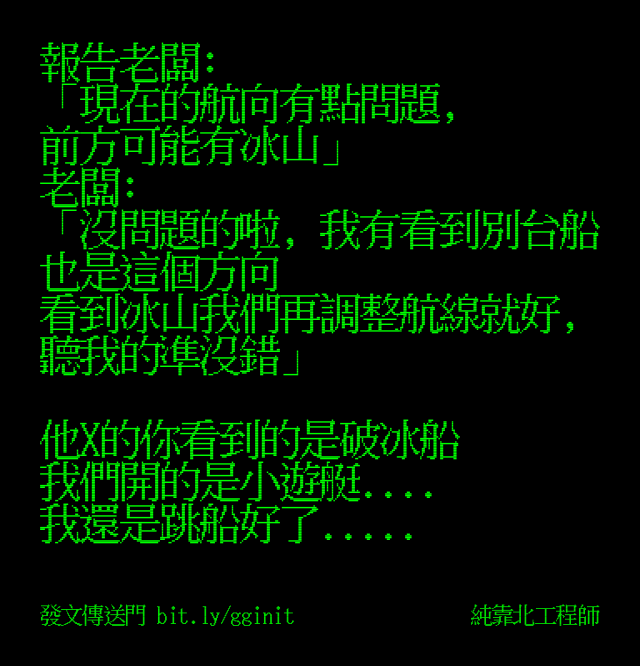 報告老闆:
「現在的航向有點問題,
前方可能有冰山」
老闆:
「沒問題的啦, 我有看到別台船
也是這個方向
看到冰山我們再調整航線就好,
聽我的準沒錯」
他X的你看到的是破冰船
我們開的是小遊艇....
我還是跳船好了.....
發文傳送門 bit.ly/gginit
純靠北工程師